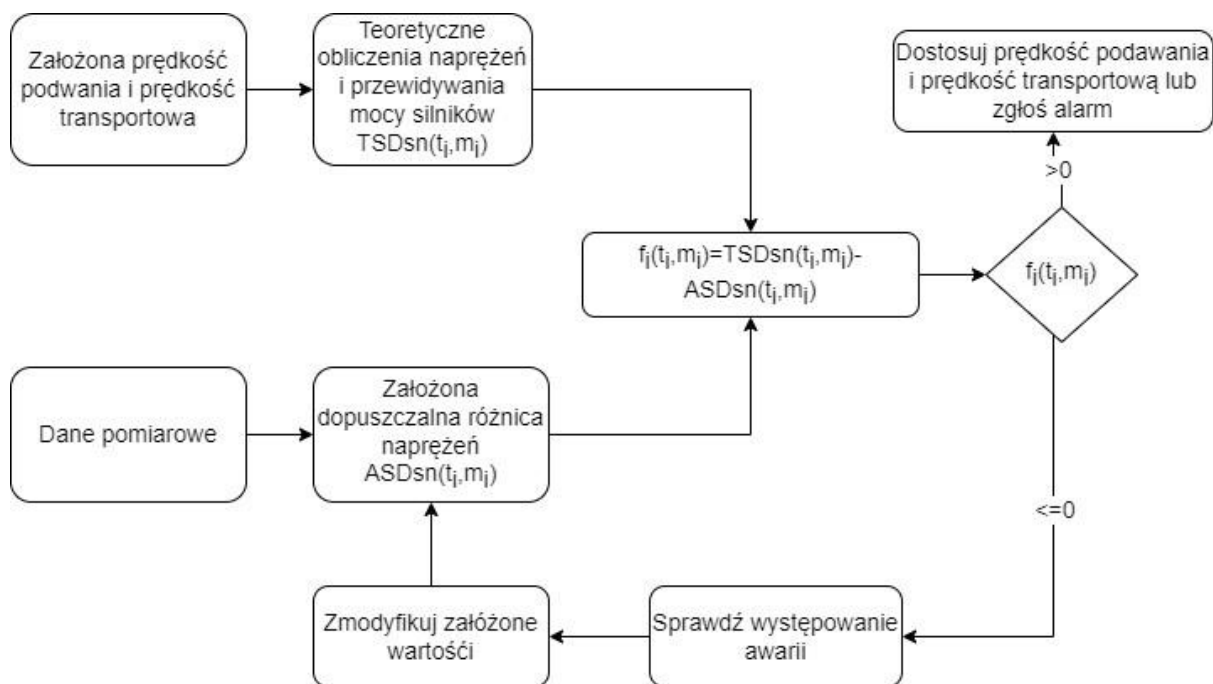 Założona prędkość
podwania i prędkość
transportowa
Teoretyczne
obliczenia naprężeń
i przewidywania
mocy silników
TSDsn(tᵢ,mᵢ)
Dostosuj prędkość podawania
i prędkość transportową lub
zgłoś alarm
>0
fᵢ(tᵢ,mᵢ)=TSDsn(tᵢ,mᵢ)-
ASDsn(tᵢ,mᵢ)
fᵢ(tᵢ,mᵢ)
Dane pomiarowe
Założona
dopuszczalna różnica
naprężeń
ASDsn(tᵢ,mᵢ)
<=0
Zmodyfikuj załóżone
wartośći
Sprawdź występowanie
awarii